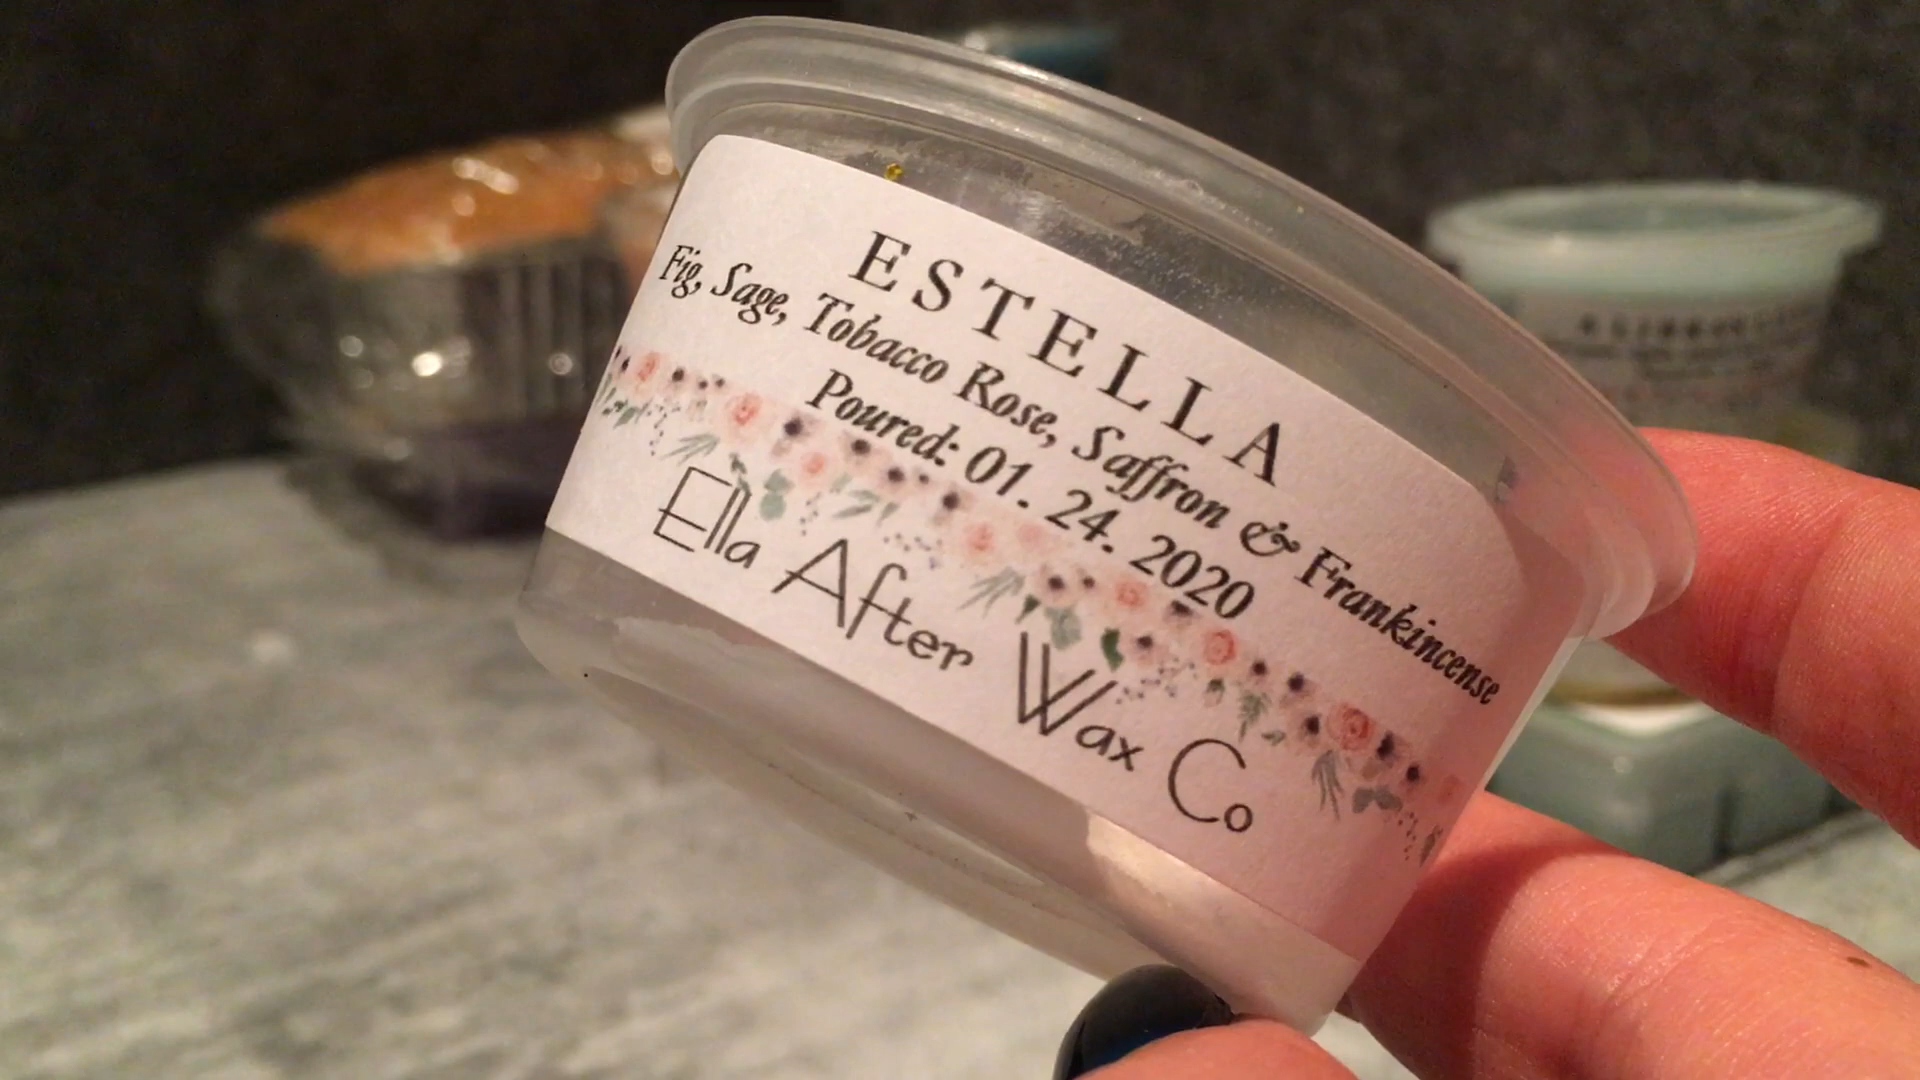 ESTELLA
Fig, Sage, Tobacco Rose, Saffron & Frankincense
Poured: 01. 24. 2020
Ella After Wax Co